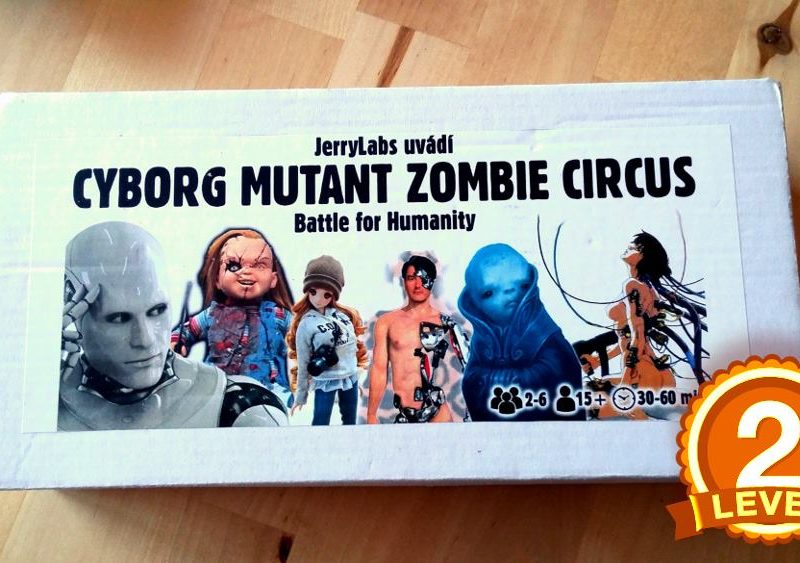 JerryLabs uvádí
CYBORG MUTANT ZOMBIE CIRCUS
Battle for Humanity
2-6 15+ 30-60 m
2
LEVE